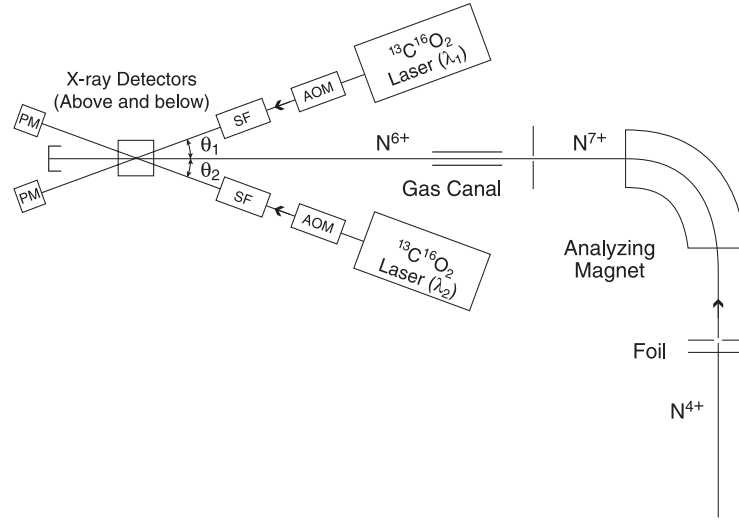 ¹³C¹⁶O₂
Laser (λ₁)
X-ray Detectors
(Above and below)
AOM
SF
PM
θ₁
N⁶⁺
N⁷⁺
θ₂
Gas Canal
PM
SF
AOM
¹³C¹⁶O₂
Laser (λ₂)
Analyzing
Magnet
Foil
N⁴⁺